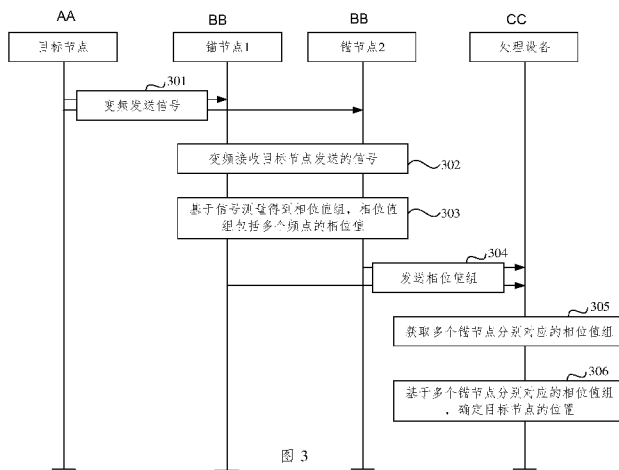 AA
BB
BB
CC
目标节点
锚节点1
锚节点2
处理设备
301
变频发送信号
变频接收目标节点发送的信号
302
基于信号测量得到相位值组，相位值
组包括多个频点的相位值
303
304
发送相位值组
305
获取多个锚节点分别对应的相位值组
306
基于多个锚节点分别对应的相位值组
，确定目标节点的位置
图 3